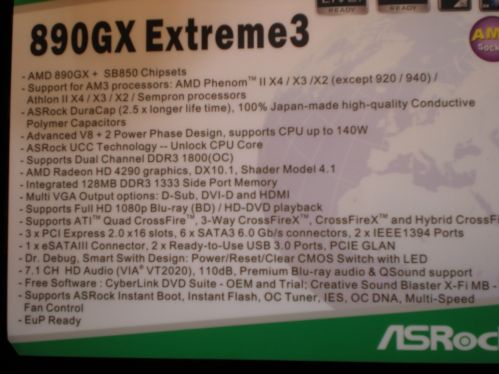 READY
READY
890GX Extreme3
AM
Sock
- AMD 890GX + SB850 Chipsets
- Support for AM3 processors: AMD Phenom™ II X4 / X3 /X2 (except 920 / 940) /
Athlon II X4 / X3 / X2 / Sempron processors
- ASRock DuraCap (2.5 x longer life time), 100% Japan-made high-quality Conductive
Polymer Capacitors
- Advanced V8 + 2 Power Phase Design, supports CPU up to 140W
- ASRock UCC Technology -- Unlock CPU Core
- Supports Dual Channel DDR3 1800(OC)
- AMD Radeon HD 4290 graphics, DX10.1, Shader Model 4.1
- Integrated 128MB DDR3 1333 Side Port Memory
- Multi VGA Output options: D-Sub, DVI-D and HDMI
- Supports Full HD 1080p Blu-ray (BD) / HD-DVD playback
- Supports ATI™ Quad CrossFire™, 3-Way CrossFireX™, CrossFireX™ and Hybrid CrossFi
- 3 x PCI Express 2.0 x16 slots, 6 x SATA3 6.0 Gb/s connectors, 2 x IEEE1394 Ports
- 1 x eSATAIII Connector, 2 x Ready-to-Use USB 3.0 Ports, PCIE GLAN
- Dr. Debug, Smart Swith Design: Power/Reset/Clear CMOS Switch with LED
- 7.1 CH HD Audio (VIA® VT2020), 110dB, Premium Blu-ray audio & QSound support
- Free Software : CyberLink DVD Suite - OEM and Trial; Creative Sound Blaster X-Fi MB -
- Supports ASRock Instant Boot, Instant Flash, OC Tuner, IES, OC DNA, Multi-Speed
Fan Control
- EuP Ready
ASRoc